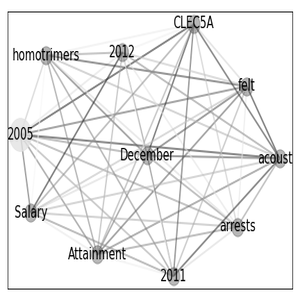 CLEC5A
2012
homotrimers
felt
2005
December
acoust
Salary
arrests
Attainment
2011